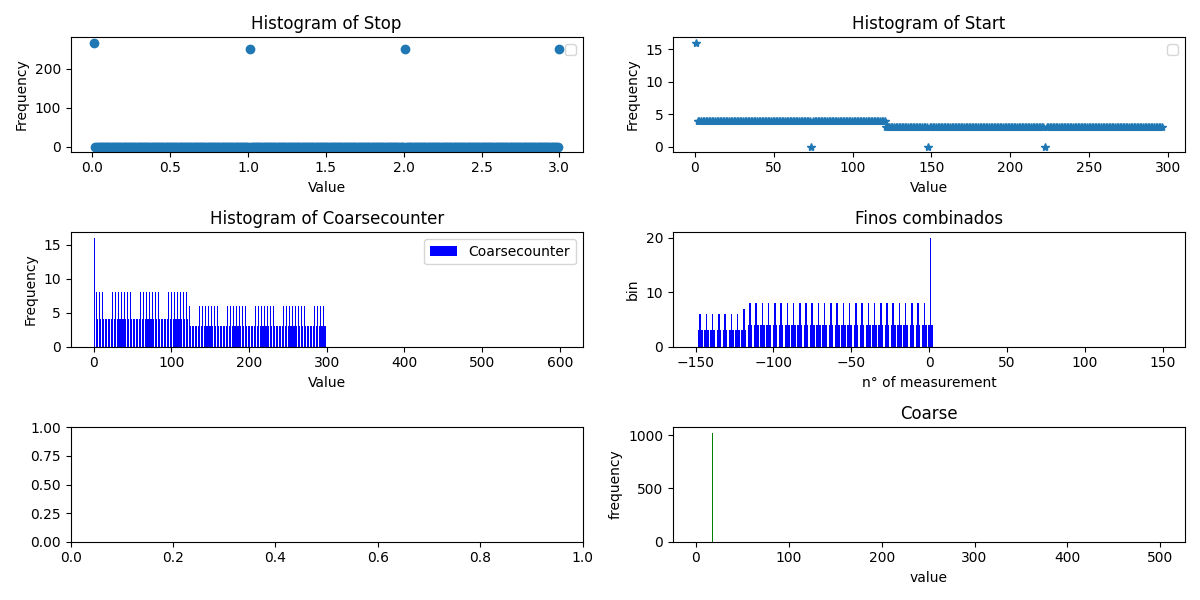 Histogram of Stop
Frequency
200
100
0
0.0 0.5 1.0 1.5 2.0 2.5 3.0
Value
Histogram of Start
Frequency
15
10
5
0
0 50 100 150 200 250 300
Value
Histogram of Coarsecounter
Frequency
15
10
5
0
Coarsecounter
0 100 200 300 400 500 600
Value
Finos combinados
bin
20
10
0
−150 −100 −50 0 50 100 150
n° of measurement
1.00
0.75
0.50
0.25
0.00
0.0 0.2 0.4 0.6 0.8 1.0
Coarse
frequency
1000
500
0
0 100 200 300 400 500
value